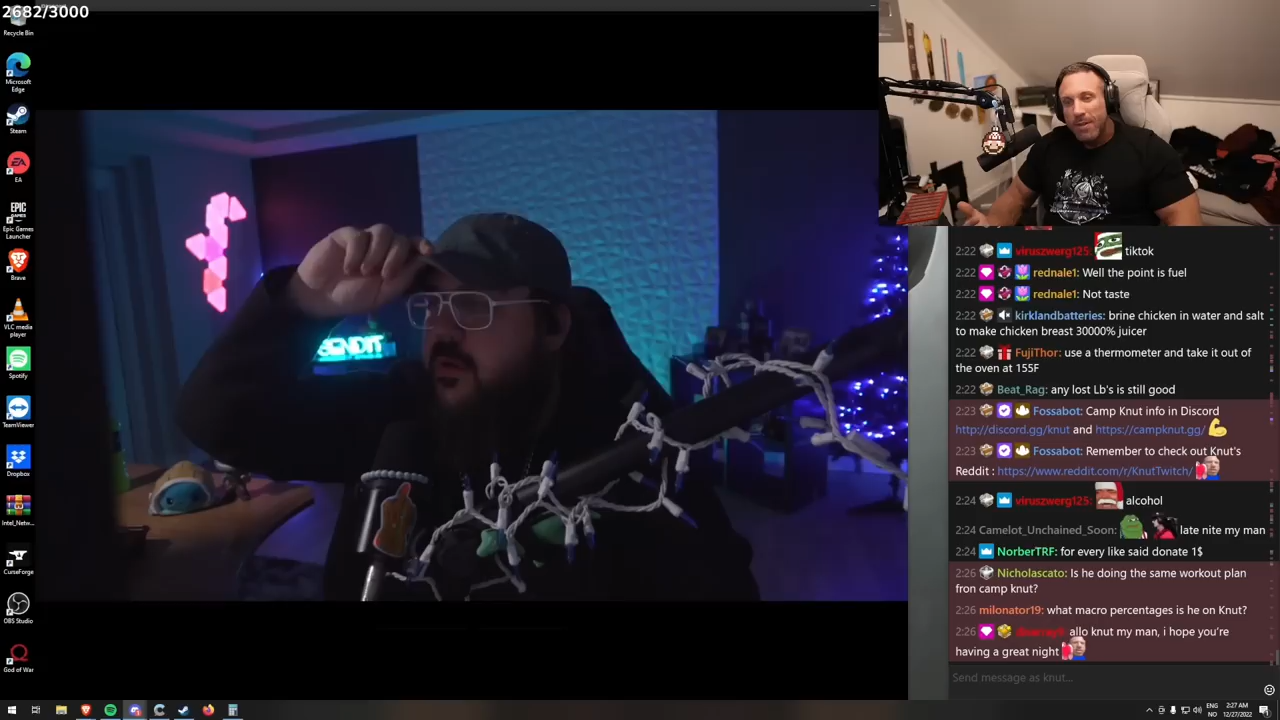 2682/3000
Recycle Bin
Microsoft
Edge
Steam
EA
Epic Games
Launcher
Brave
VLC media
player
Spotify
TeamViewer
Dropbox
Intel_Netw...
CurseForge
OBS Studio
God of War
SENDIT
2:22 viruszwerg125: tiktok
2:22 rednale1: Well the point is fuel
2:22 rednale1: Not taste
2:22 kirklandbatteries: brine chicken in water and salt
to make chicken breast 30000% juicer
2:22 FujiThor: use a thermometer and take it out of
the oven at 155F
2:22 Beat_Rag: any lost Lb's is still good
2:23 Fossabot: Camp Knut info in Discord
http://discord.gg/knut and https://campknut.gg/
2:23 Fossabot: Remember to check out Knut's
Reddit : https://www.reddit.com/r/KnutTwitch/
2:24 viruszwerg125: alcohol
2:24 Camelot_Unchained_Soon: late nite my man
2:24 NorberTRF: for every like said donate 1$
2:26 Nicholascato: Is he doing the same workout plan
fron camp knut?
2:26 milonator19: what macro percentages is he on Knut?
2:26 allo knut my man, i hope you're
having a great night
Send message as knut...
ENG
NO
2:27 AM
12/27/2022